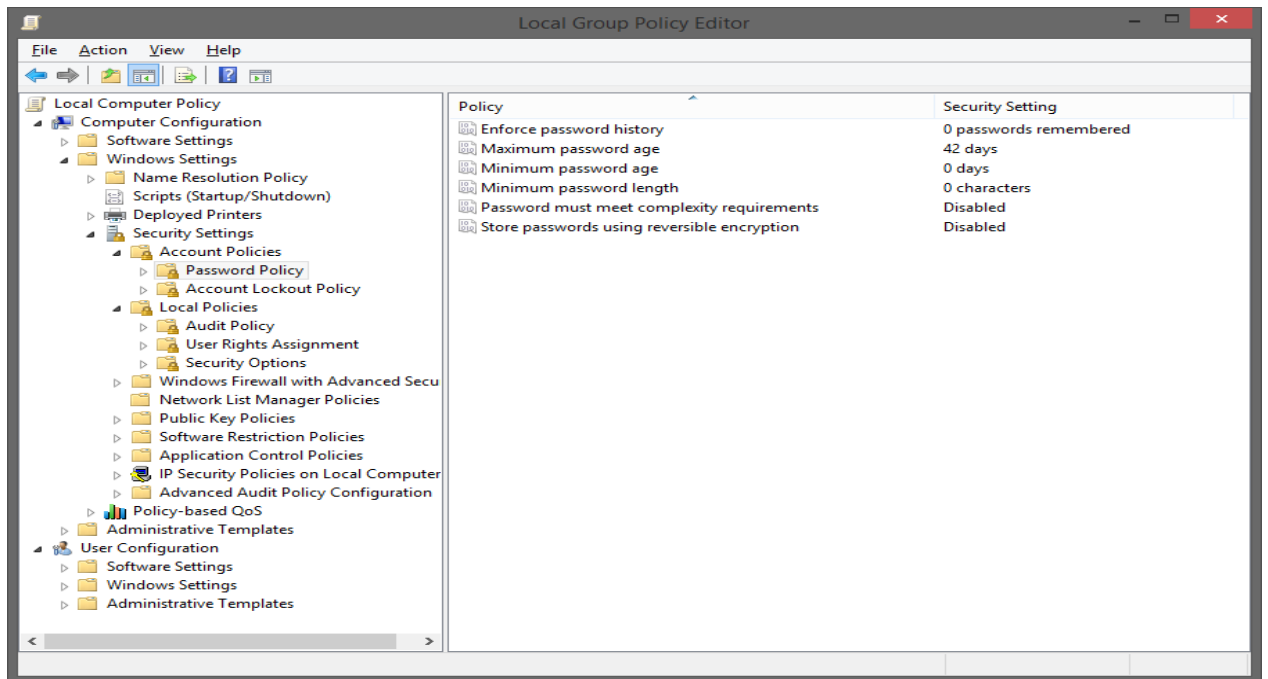 Local Group Policy Editor
File Action View Help
Local Computer Policy
Computer Configuration
Software Settings
Windows Settings
Name Resolution Policy
Scripts (Startup/Shutdown)
Deployed Printers
Security Settings
Account Policies
Password Policy
Account Lockout Policy
Local Policies
Audit Policy
User Rights Assignment
Security Options
Windows Firewall with Advanced Secu
Network List Manager Policies
Public Key Policies
Software Restriction Policies
Application Control Policies
IP Security Policies on Local Computer
Advanced Audit Policy Configuration
Policy-based QoS
Administrative Templates
User Configuration
Software Settings
Windows Settings
Administrative Templates
Policy Security Setting
Enforce password history 0 passwords remembered
Maximum password age 42 days
Minimum password age 0 days
Minimum password length 0 characters
Password must meet complexity requirements Disabled
Store passwords using reversible encryption Disabled